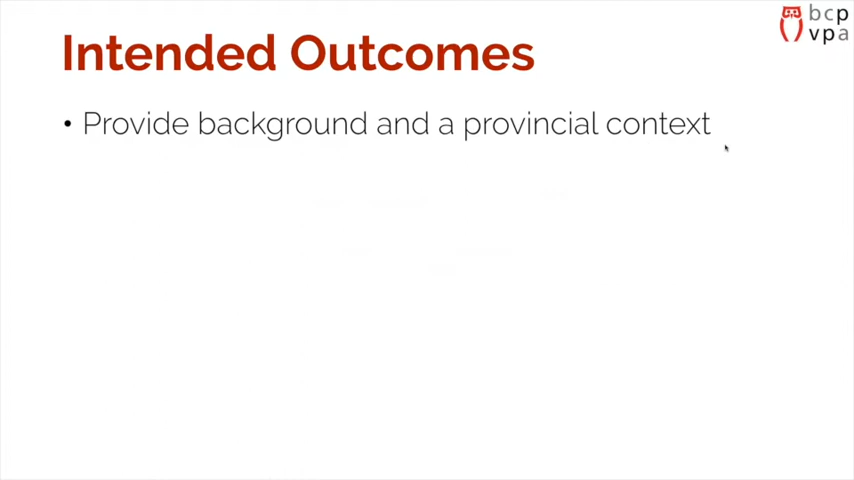 bcp
vpa
Intended Outcomes
• Provide background and a provincial context